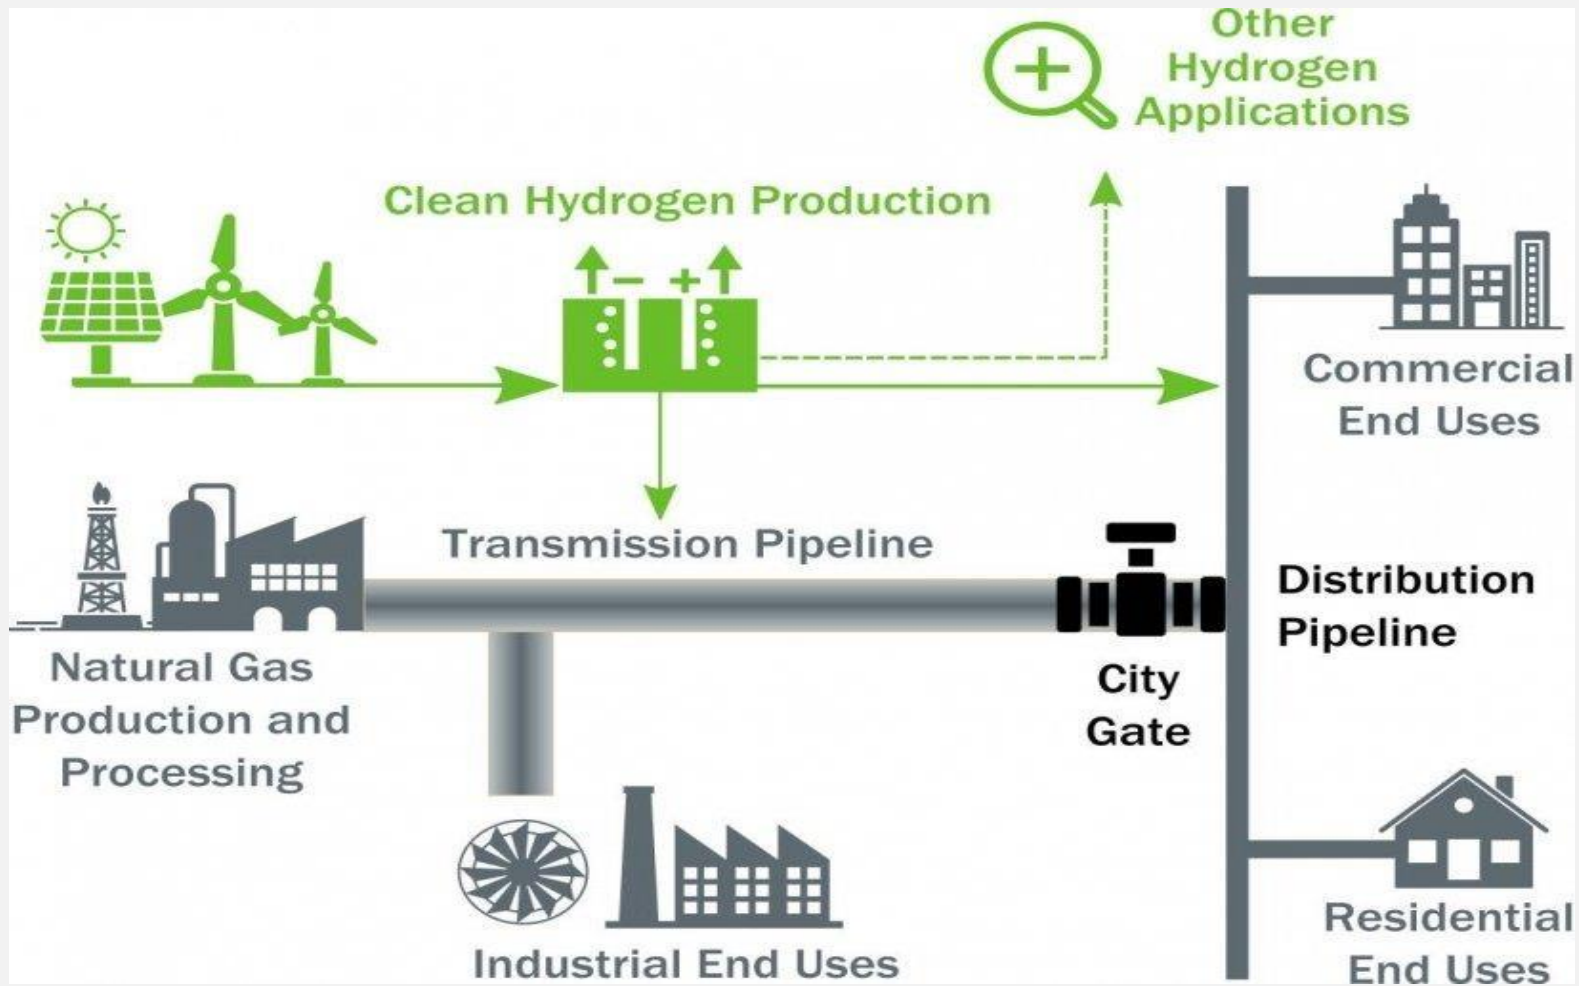 Other
Hydrogen
Applications
Clean Hydrogen Production
Commercial
End Uses
Transmission Pipeline
Distribution
Pipeline
Natural Gas
Production and
Processing
City
Gate
Industrial End Uses
Residential
End Uses